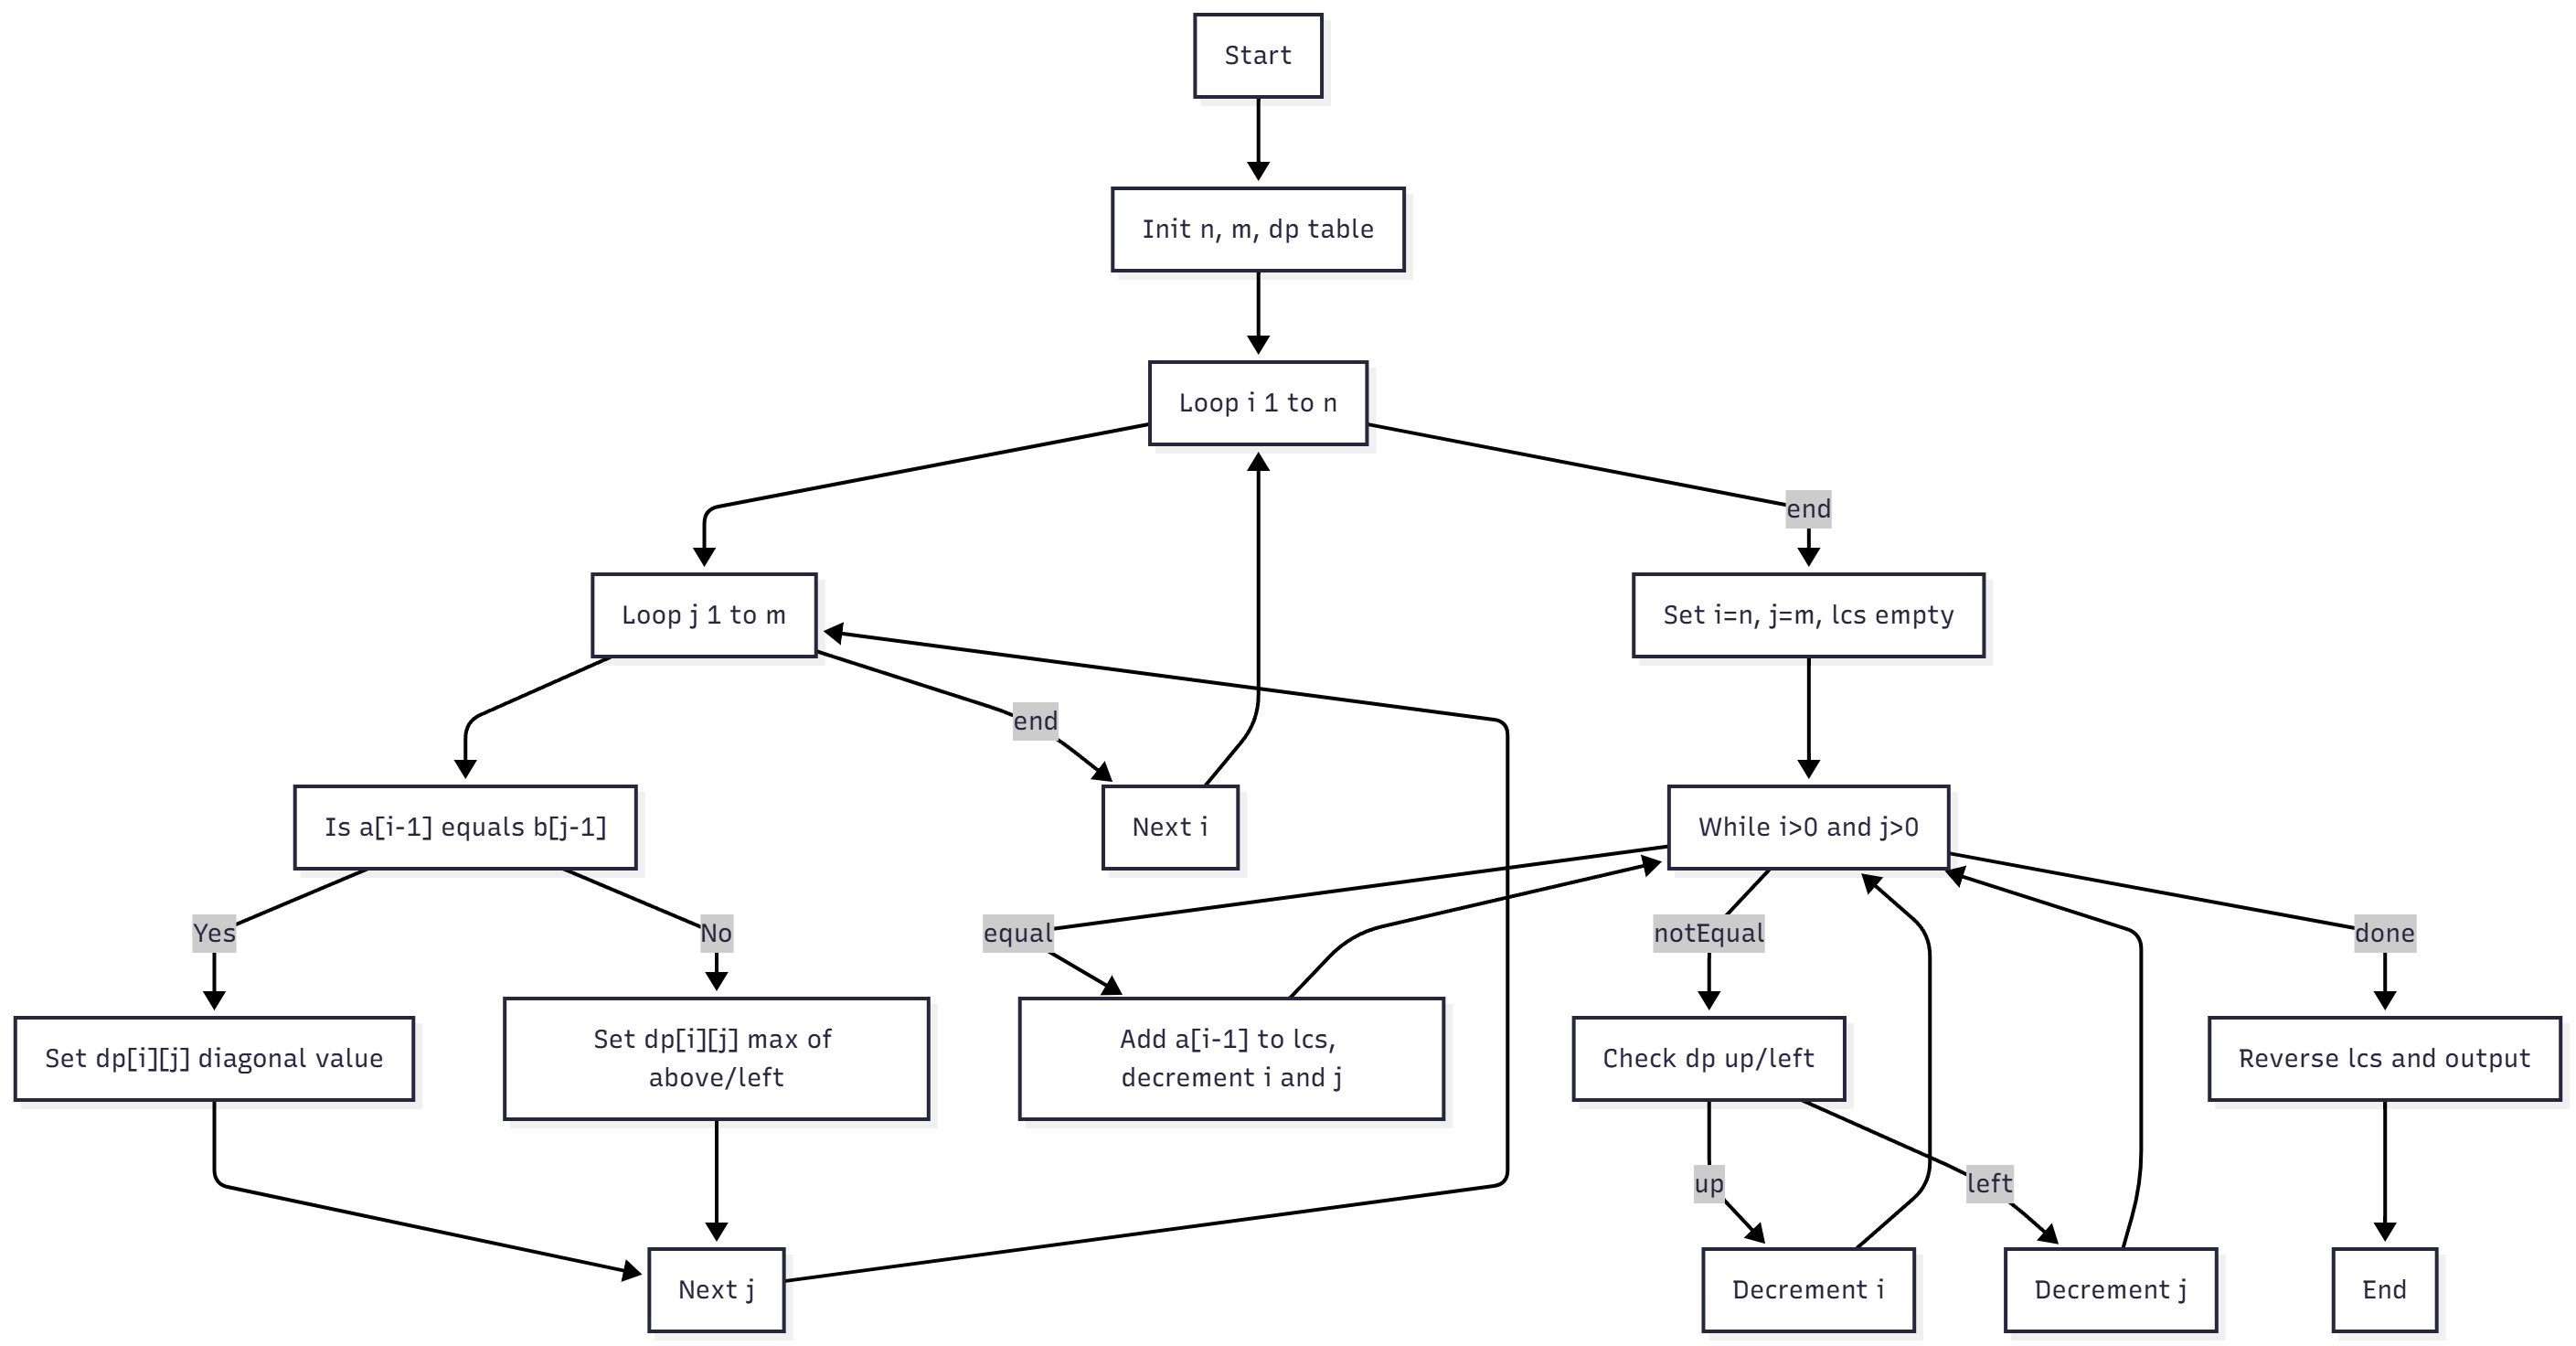 Start
Init n, m, dp table
Loop i 1 to n
end
Loop j 1 to m
Set i=n, j=m, lcs empty
end
Is a[i-1] equals b[j-1]
Next i
While i>0 and j>0
Yes
No
equal
notEqual
done
Set dp[i][j] diagonal value
Set dp[i][j] max of
above/left
Add a[i-1] to lcs,
decrement i and j
Check dp up/left
Reverse lcs and output
up
left
Next j
Decrement i
Decrement j
End